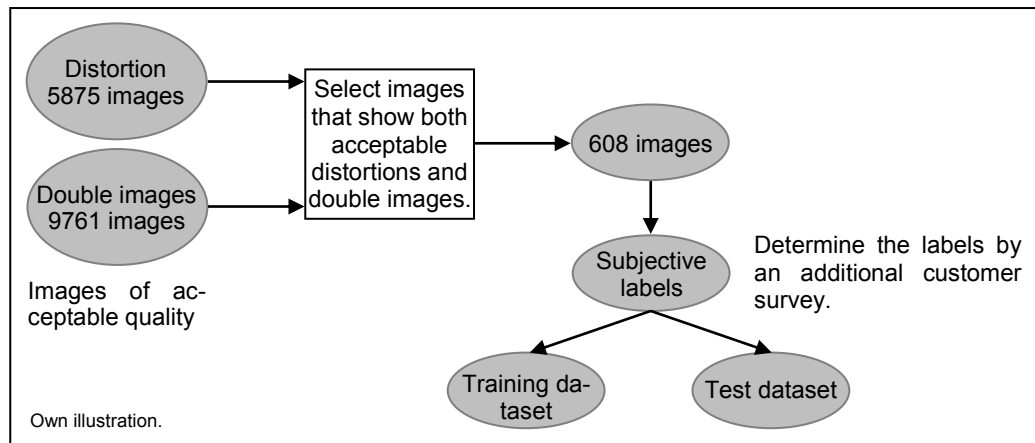 Distortion
5875 images
Select images
that show both
acceptable
distortions and
double images.
608 images
Double images
9761 images
Images of ac-
ceptable quality
Subjective
labels
Determine the labels by
an additional customer
survey.
Training da-
taset
Test dataset
Own illustration.